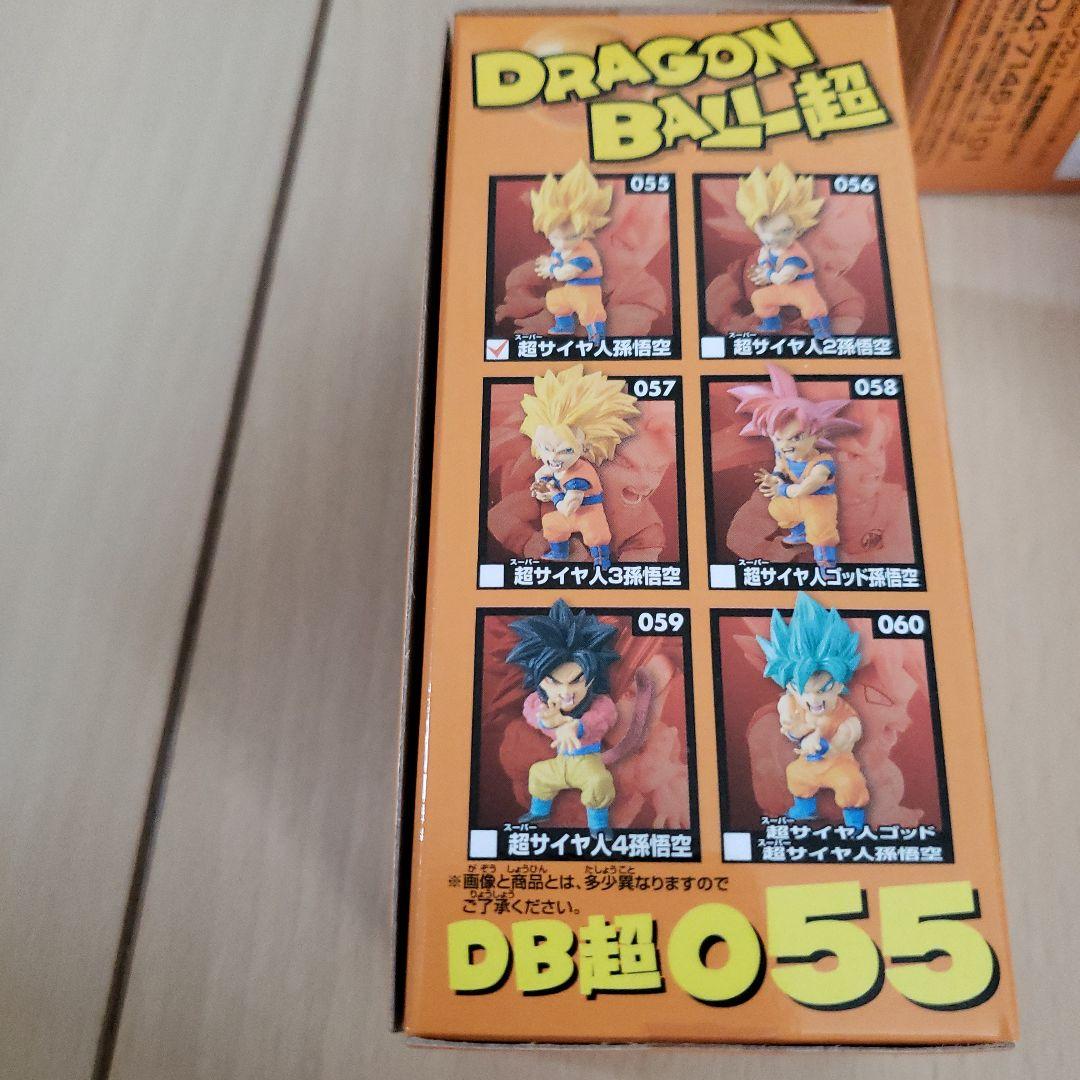 DRAGON
BALL超
055
スーパー
超サイヤ人孫悟空
056
スーパー
超サイヤ人2孫悟空
057
スーパー
超サイヤ人3孫悟空
058
スーパー
超サイヤ人ゴッド孫悟空
059
スーパー
超サイヤ人4孫悟空
060
スーパー
超サイヤ人ゴッド
スーパー
超サイヤ人孫悟空
がぞう しょうひん たしょうこと
※画像と商品とは、多少異なりますので
りょうしょう
ご了承ください。
DB超055
04-7146-1101